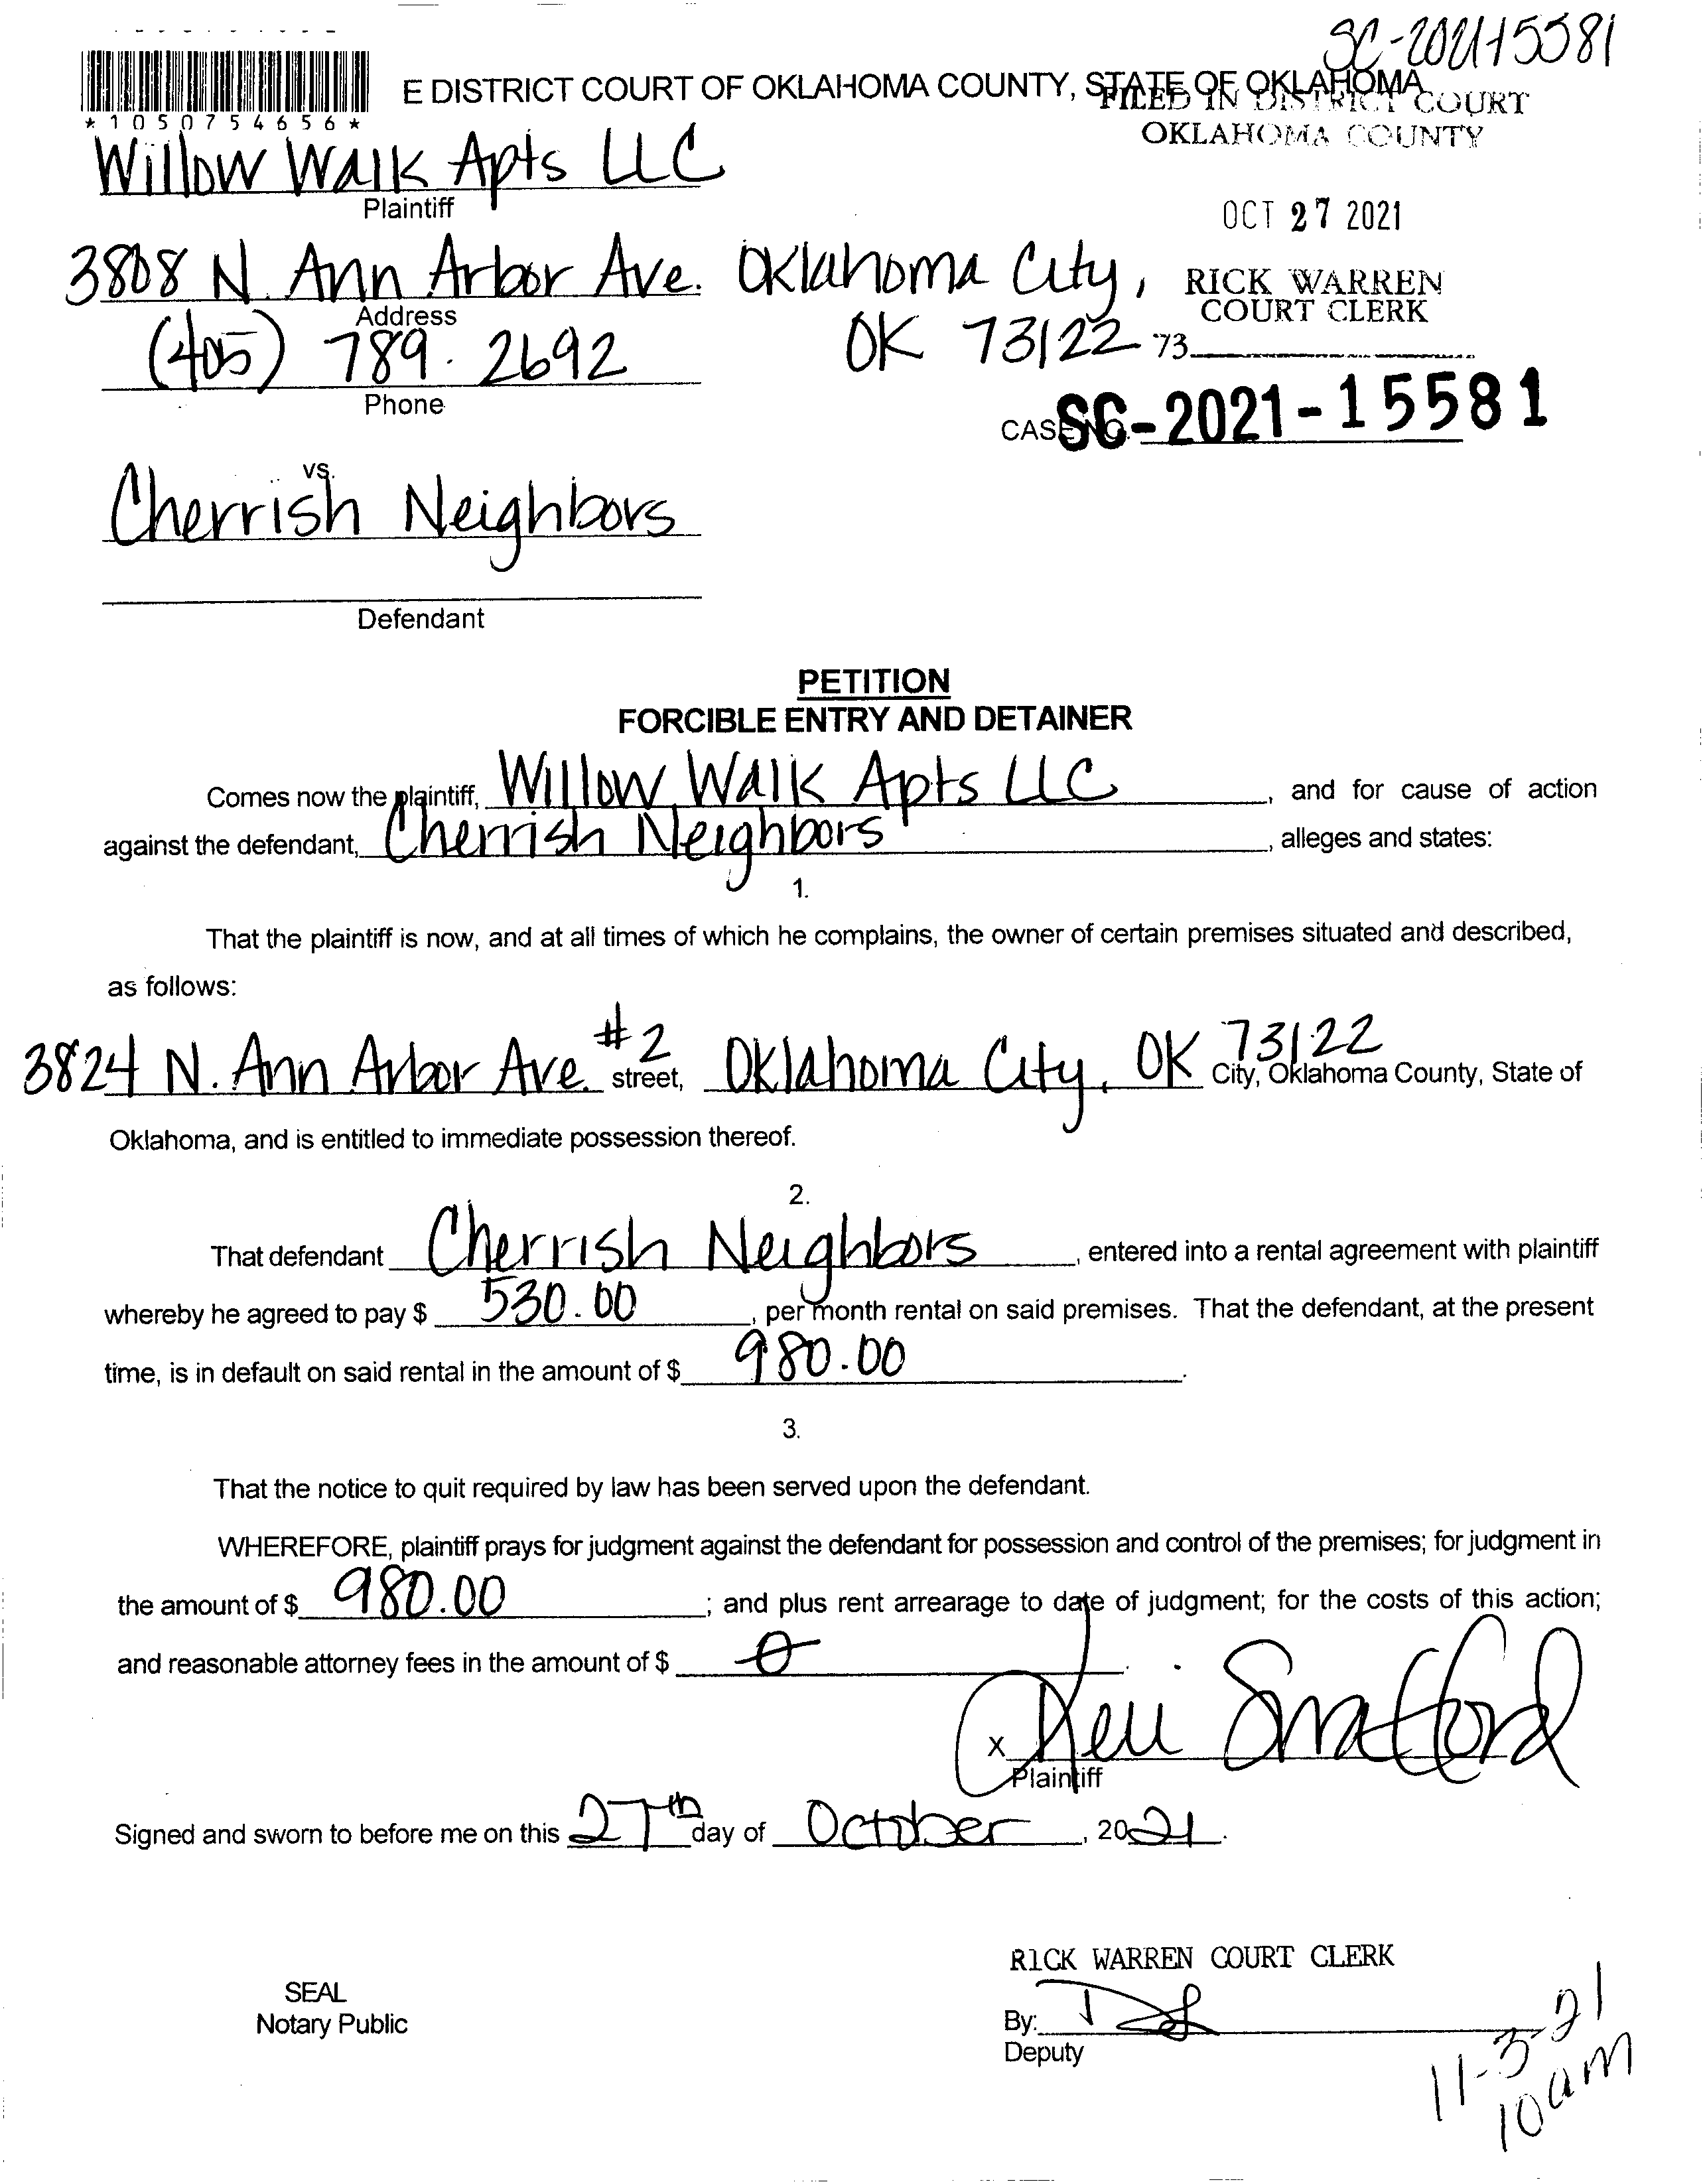 SC-2021-15581
E DISTRICT COURT OF OKLAHOMA COUNTY, STATE OF OKLAHOMA
FILED IN DISTRICT COURT
OKLAHOMA COUNTY
*1050754656*
Willow Walk Apts LLC
Plaintiff
OCT 27 2021
3808 N. Ann Arbor Ave. Oklahoma City,
RICK WARREN
COURT CLERK
Address
(405) 789.2692
OK 73122
73
Phone
CASE NO. SC-2021-15581
vs.
Cherrish Neighbors
Defendant
PETITION
FORCIBLE ENTRY AND DETAINER
Comes now the plaintiff, Willow Walk Apts LLC, and for cause of action
against the defendant, Cherrish Neighbors, alleges and states:
1.
That the plaintiff is now, and at all times of which he complains, the owner of certain premises situated and described,
as follows:
3824 N. Ann Arbor Ave. #2 street, Oklahoma City, OK 73122 City, Oklahoma County, State of
Oklahoma, and is entitled to immediate possession thereof.
2.
That defendant Cherrish Neighbors, entered into a rental agreement with plaintiff
whereby he agreed to pay $ 530.00, per month rental on said premises. That the defendant, at the present
time, is in default on said rental in the amount of $ 980.00.
3.
That the notice to quit required by law has been served upon the defendant.
WHEREFORE, plaintiff prays for judgment against the defendant for possession and control of the premises; for judgment in
the amount of $ 980.00; and plus rent arrearage to date of judgment; for the costs of this action;
and reasonable attorney fees in the amount of $ 0.
X
Plaintiff
Signed and sworn to before me on this 27th day of October, 2021.
RICK WARREN COURT CLERK
SEAL
Notary Public
By:
Deputy
11-3-21
10am